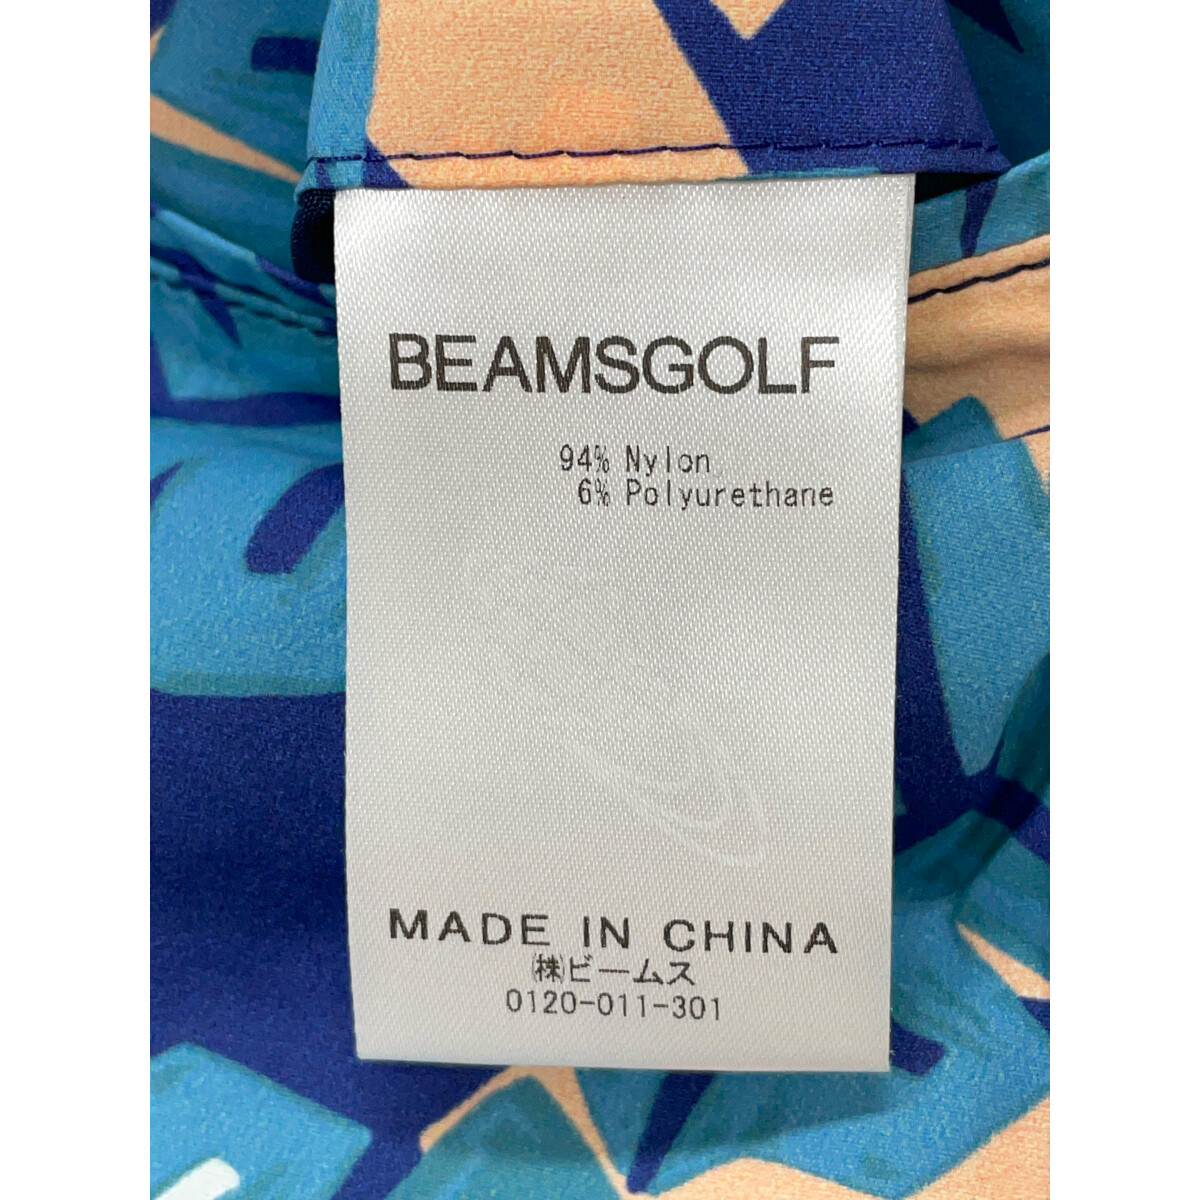 BEAMSGOLF
94% Nylon
6% Polyurethane
MADE IN CHINA
㈱ビームス
0120-011-301